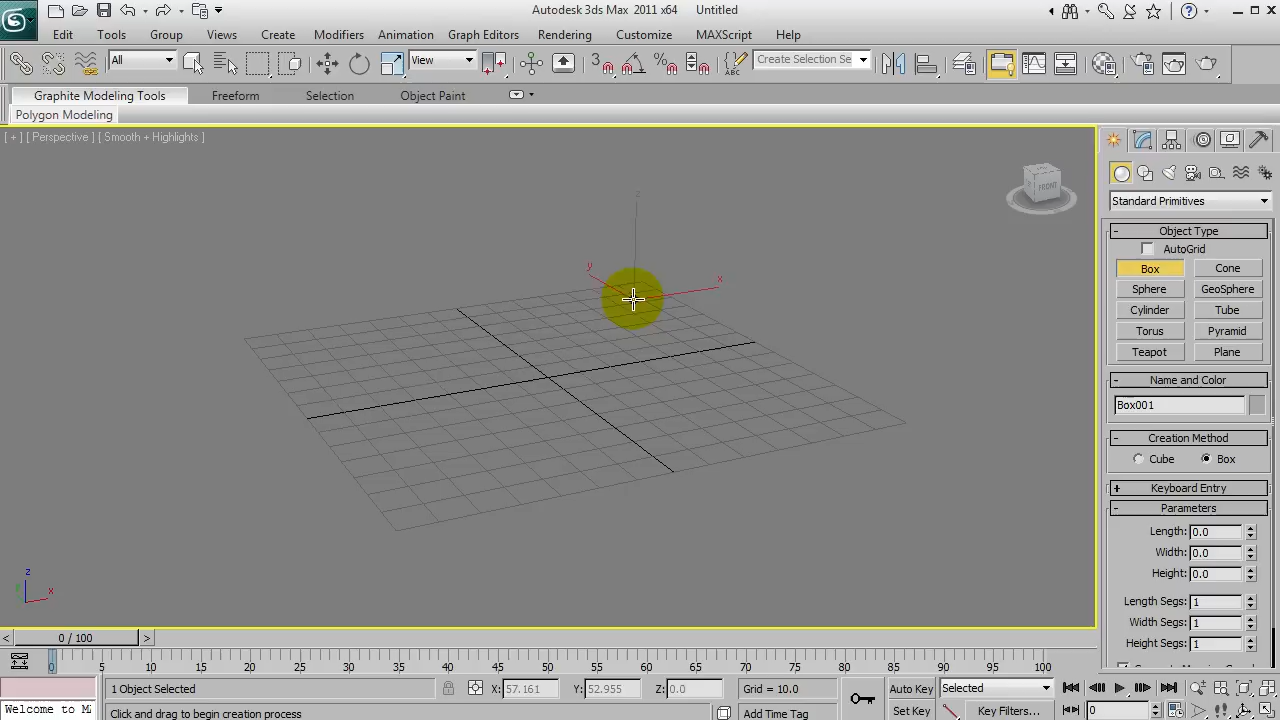 Autodesk 3ds Max 2011 x64 Untitled
Edit Tools Group Views Create Modifiers Animation Graph Editors Rendering Customize MAXScript Help
All View 3 ABC Create Selection Se
Graphite Modeling Tools Freeform Selection Object Paint
Polygon Modeling
[ + ] [ Perspective ] [ Smooth + Highlights ]
FRONT
z
y x
Standard Primitives
- Object Type
AutoGrid
Box Cone
Sphere GeoSphere
Cylinder Tube
Torus Pyramid
Teapot Plane
- Name and Color
Box001
- Creation Method
Cube Box
+ Keyboard Entry
- Parameters
Length: 0.0
Width: 0.0
Height: 0.0
Length Segs: 1
Width Segs: 1
Height Segs: 1
z
x
< 0 / 100 >
0 5 10 15 20 25 30 35 40 45 50 55 60 65 70 75 80 85 90 95 100
1 Object Selected X: 57.161 Y: 52.955 Z: 0.0 Grid = 10.0 Auto Key Selected
Welcome to M Click and drag to begin creation process Add Time Tag Set Key Key Filters... 0